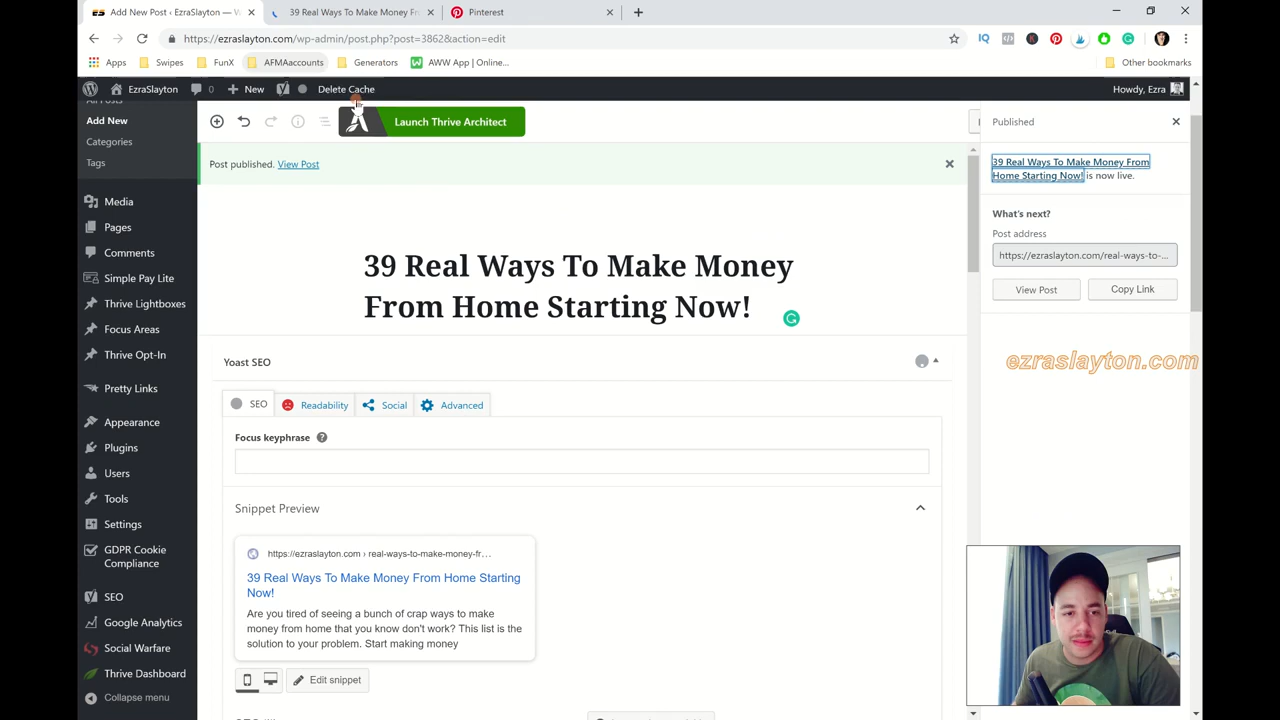 Add New Post ‹ EzraSlayton — W
39 Real Ways To Make Money Fr
Pinterest
https://ezraslayton.com/wp-admin/post.php?post=3862&action=edit
Apps
Swipes
FunX
AFMAaccounts
Generators
AWW App | Online...
Other bookmarks
EzraSlayton
0
New
Delete Cache
Howdy, Ezra
All Posts
Add New
Categories
Tags
Media
Pages
Comments
Simple Pay Lite
Thrive Lightboxes
Focus Areas
Thrive Opt-In
Pretty Links
Appearance
Plugins
Users
Tools
Settings
GDPR Cookie
Compliance
SEO
Google Analytics
Social Warfare
Thrive Dashboard
Collapse menu
Launch Thrive Architect
Post published. View Post
39 Real Ways To Make Money
From Home Starting Now!
Yoast SEO
SEO
Readability
Social
Advanced
Focus keyphrase
Snippet Preview
https://ezraslayton.com › real-ways-to-make-money-fr...
39 Real Ways To Make Money From Home Starting
Now!
Are you tired of seeing a bunch of crap ways to make
money from home that you know don't work? This list is the
solution to your problem. Start making money
Edit snippet
Published
39 Real Ways To Make Money From
Home Starting Now! is now live.
What's next?
Post address
https://ezraslayton.com/real-ways-to-...
View Post
Copy Link
ezraslayton.com